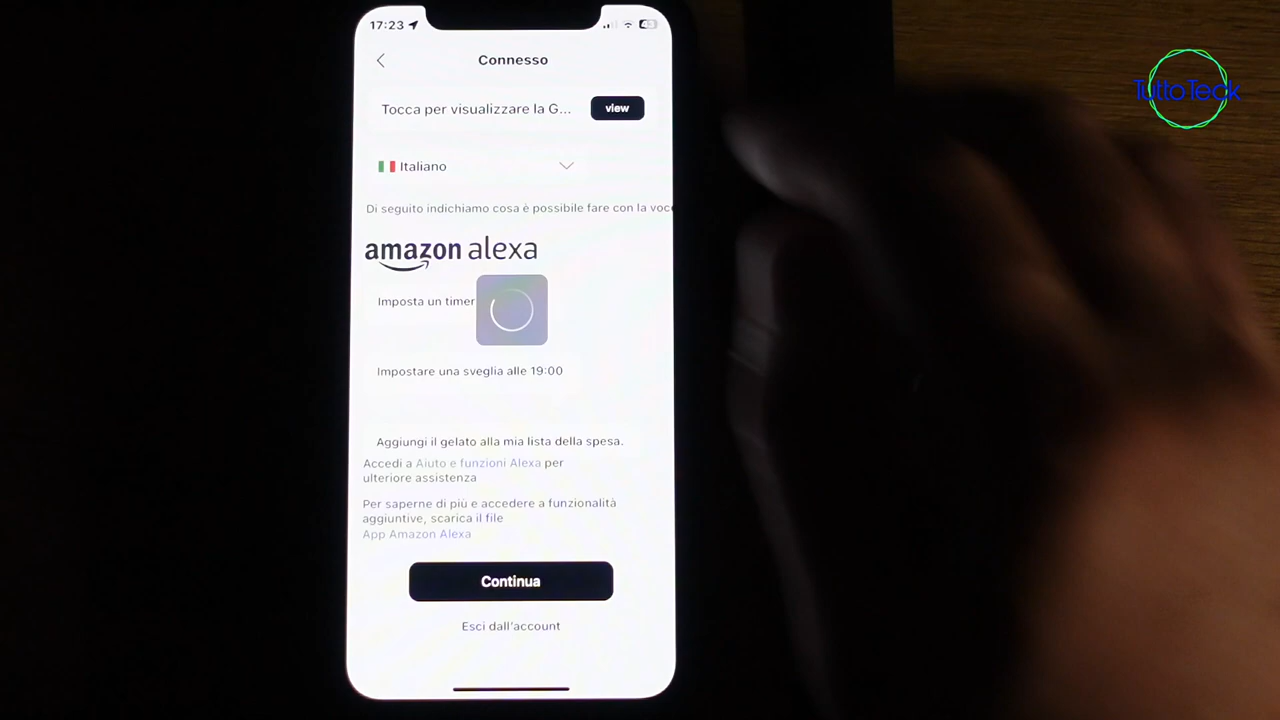 17:23
43
Connesso
Tocca per visualizzare la G...
view
Italiano
Di seguito indichiamo cosa è possibile fare con la voc
amazon alexa
Imposta un timer
Impostare una sveglia alle 19:00
Aggiungi il gelato alla mia lista della spesa.
Accedi a Aiuto e funzioni Alexa per
ulteriore assistenza
Per saperne di più e accedere a funzionalità
aggiuntive, scarica il file
App Amazon Alexa
Continua
Esci dall'account
TuttoTeck